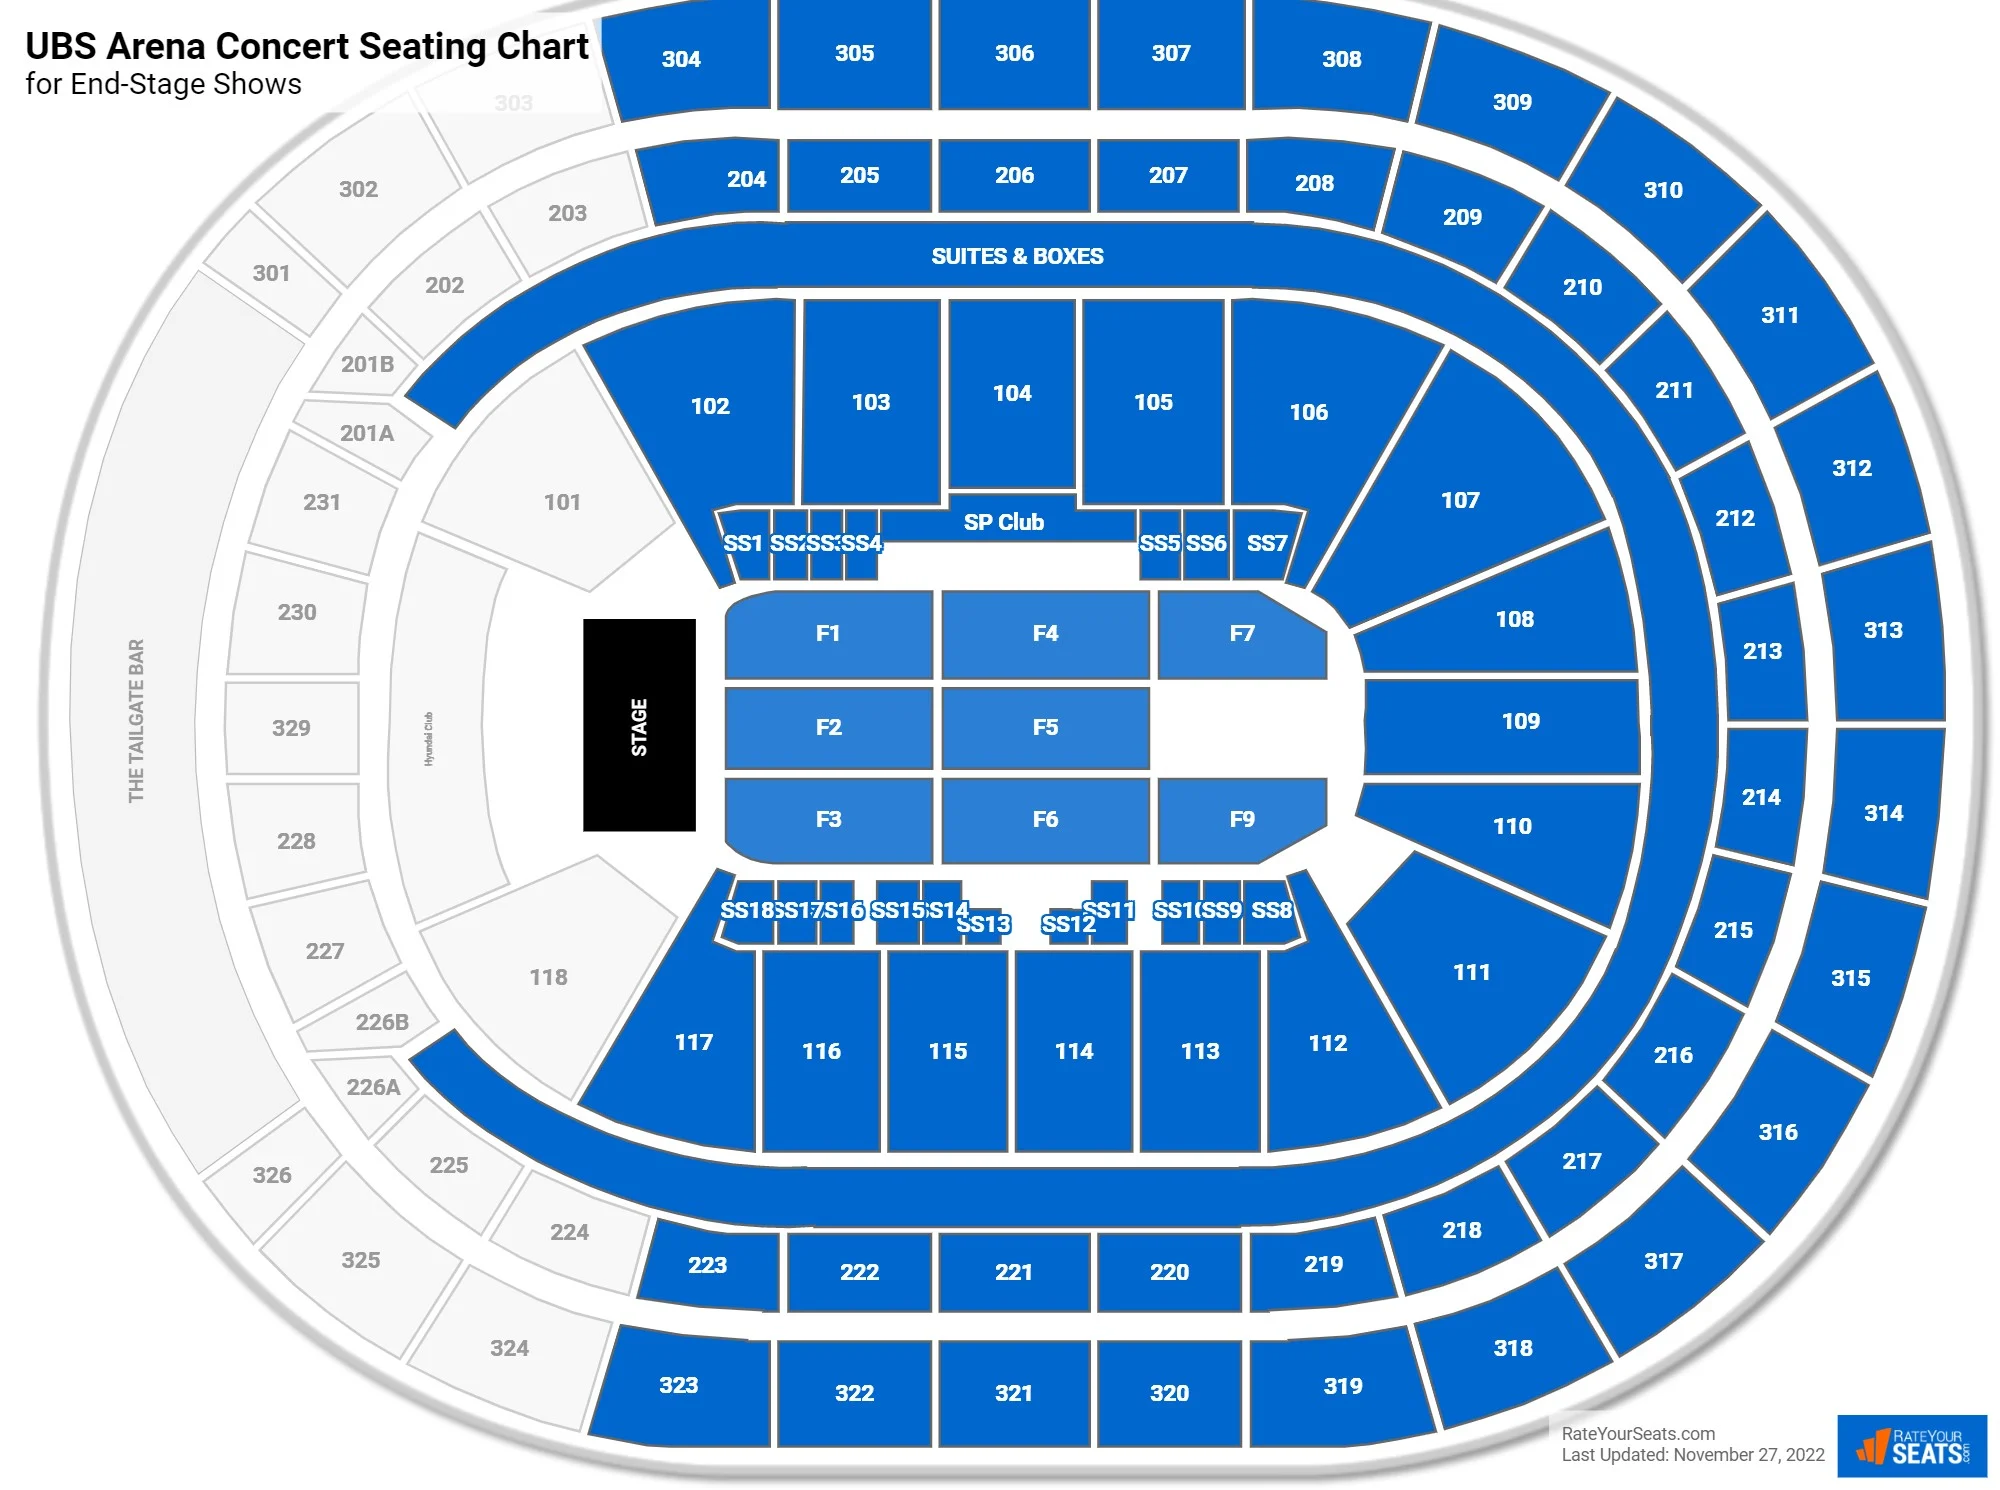 UBS Arena Concert Seating Chart
for End-Stage Shows
304
305
306
307
308
309
303
302
310
301
204
205
206
207
208
203
209
202
210
311
201B
SUITES & BOXES
211
201A
312
231
212
101
102
103
104
105
106
107
SP Club
SS1
SS2
SS3
SS4
SS5
SS6
SS7
230
108
313
213
THE TAILGATE BAR
329
Hyundai Club
STAGE
F1
F4
F7
F2
F5
F3
F6
F9
109
214
314
228
110
SS18
SS17
SS16
SS15
SS14
SS13
SS12
SS11
SS10
SS9
SS8
227
118
111
215
315
226B
117
116
115
114
113
112
216
226A
316
225
217
326
224
218
325
317
223
222
221
220
219
324
318
323
322
321
320
319
RateYourSeats.com
Last Updated: November 27, 2022
RATEYOUR
SEATS.COM